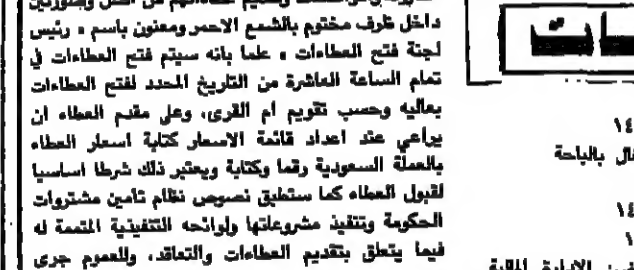 داخل ظرف مختوم بالشمع الاحمر ومعنون باسم « رئيس
لجنة فتح العطاءات » علما بانه سيتم فتح العطاءات في
تمام الساعة العاشرة من التاريخ المحدد لفتح العطاءات
بعاليه وحسب تقويم ام القرى، وعلى مقدم العطاء ان
يراعي عند اعداد قائمة الاسعار كتابة اسعار العطاء
بالعملة السعودية رقما وكتابة ويعتبر ذلك شرطا اساسيا
لقبول العطاء كما ستطبق نصوص نظام تامين مشتروات
الحكومة وتنفيذ مشروعاتها ولوائحه التنفيذية المتممة له
فيما يتعلق بتقديم العطاءات والتعاقد، وللعموم جرى
١٤
بالباحة
١٤
١